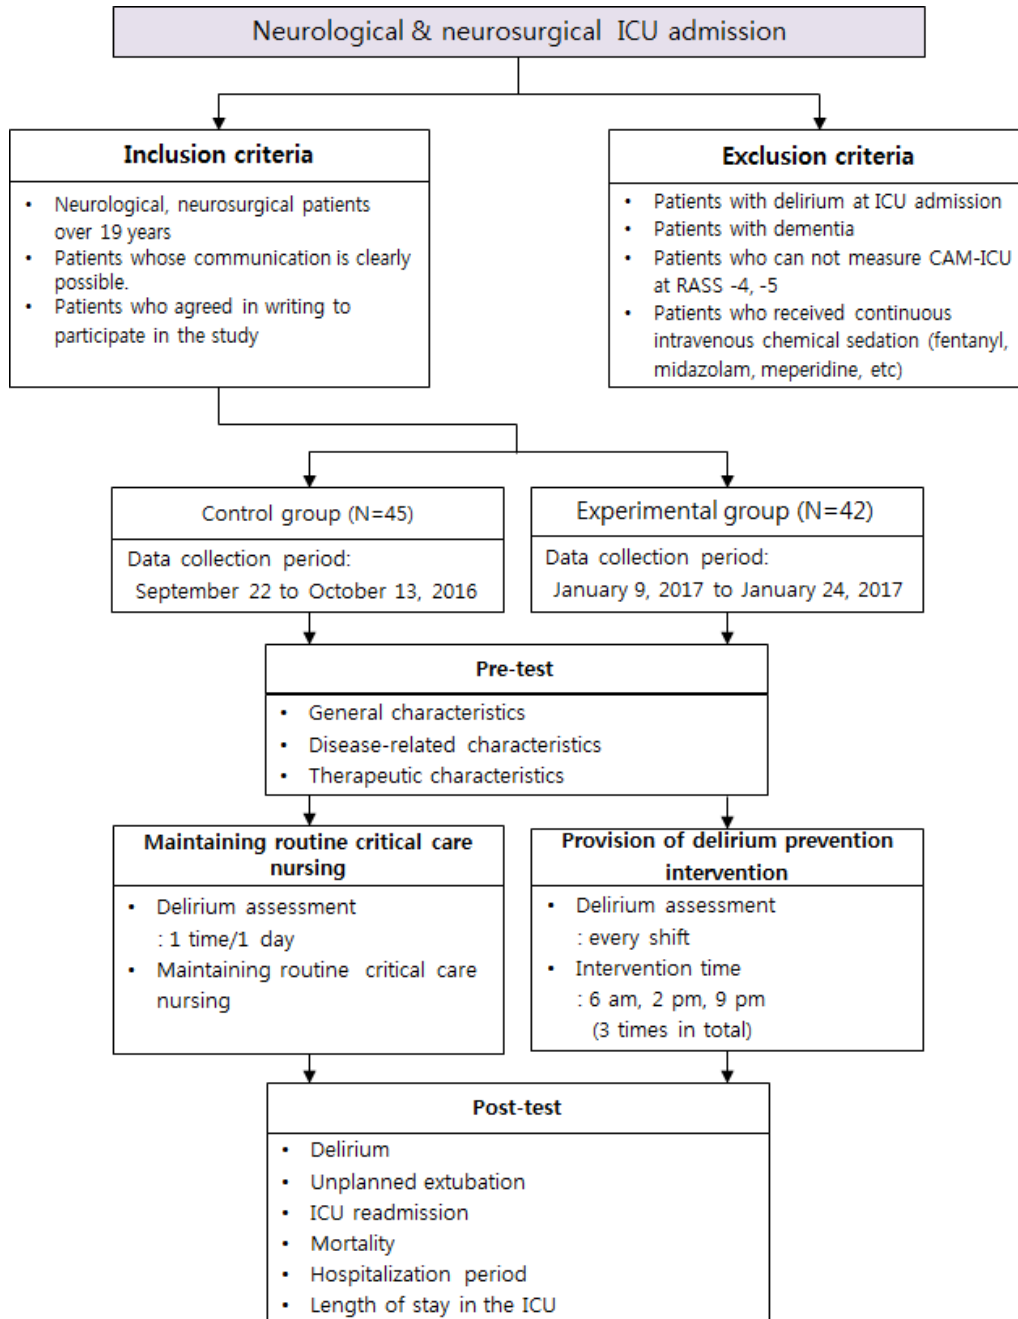 Neurological & neurosurgical ICU admission
Inclusion criteria
• Neurological, neurosurgical patients
over 19 years
• Patients whose communication is clearly
possible.
• Patients who agreed in writing to
participate in the study
Exclusion criteria
• Patients with delirium at ICU admission
• Patients with dementia
• Patients who can not measure CAM-ICU
at RASS -4, -5
• Patients who received continuous
intravenous chemical sedation (fentanyl,
midazolam, meperidine, etc)
Control group (N=45)
Data collection period:
September 22 to October 13, 2016
Experimental group (N=42)
Data collection period:
January 9, 2017 to January 24, 2017
Pre-test
• General characteristics
• Disease-related characteristics
• Therapeutic characteristics
Maintaining routine critical care
nursing
• Delirium assessment
: 1 time/1 day
• Maintaining routine critical care
nursing
Provision of delirium prevention
intervention
• Delirium assessment
: every shift
• Intervention time
: 6 am, 2 pm, 9 pm
(3 times in total)
Post-test
• Delirium
• Unplanned extubation
• ICU readmission
• Mortality
• Hospitalization period
• Length of stay in the ICU